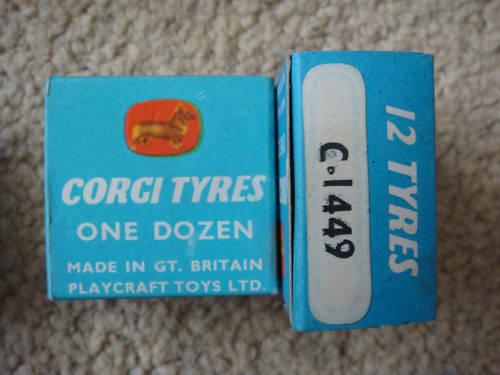 CORGI TYRES
ONE DOZEN
MADE IN GT. BRITAIN
PLAYCRAFT TOYS LTD.
12 TYRES
C.1449